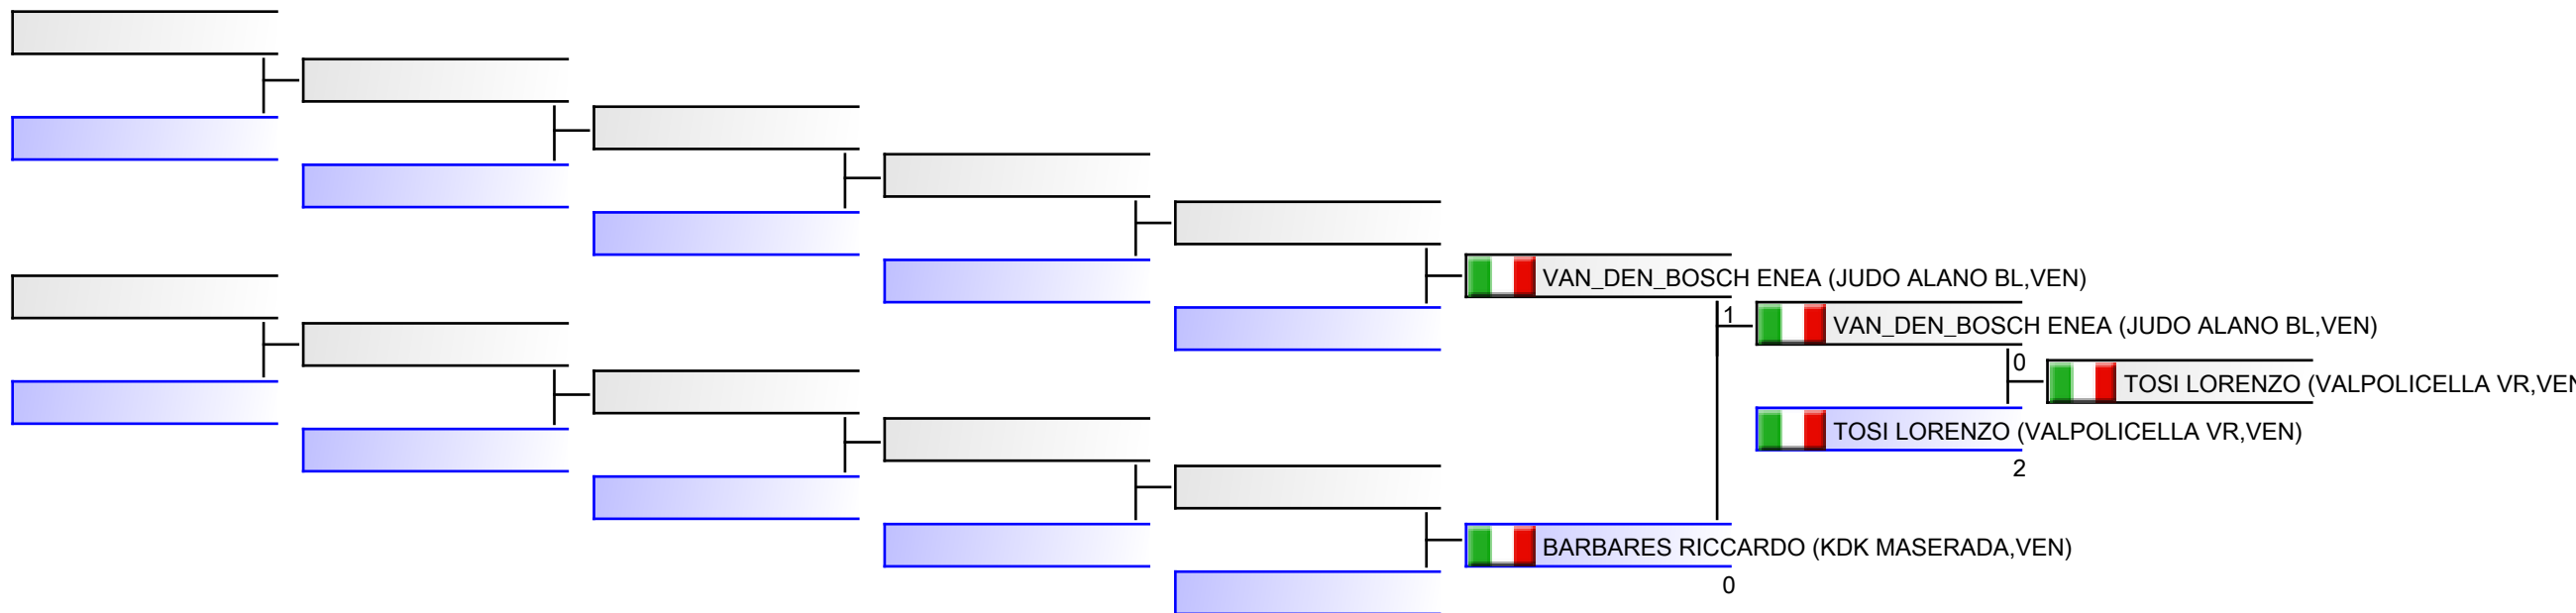 VAN_DEN_BOSCH ENEA (JUDO ALANO BL,VEN)
1
VAN_DEN_BOSCH ENEA (JUDO ALANO BL,VEN)
0
TOSI LORENZO (VALPOLICELLA VR,VEN
TOSI LORENZO (VALPOLICELLA VR,VEN)
2
BARBARES RICCARDO (KDK MASERADA,VEN)
0